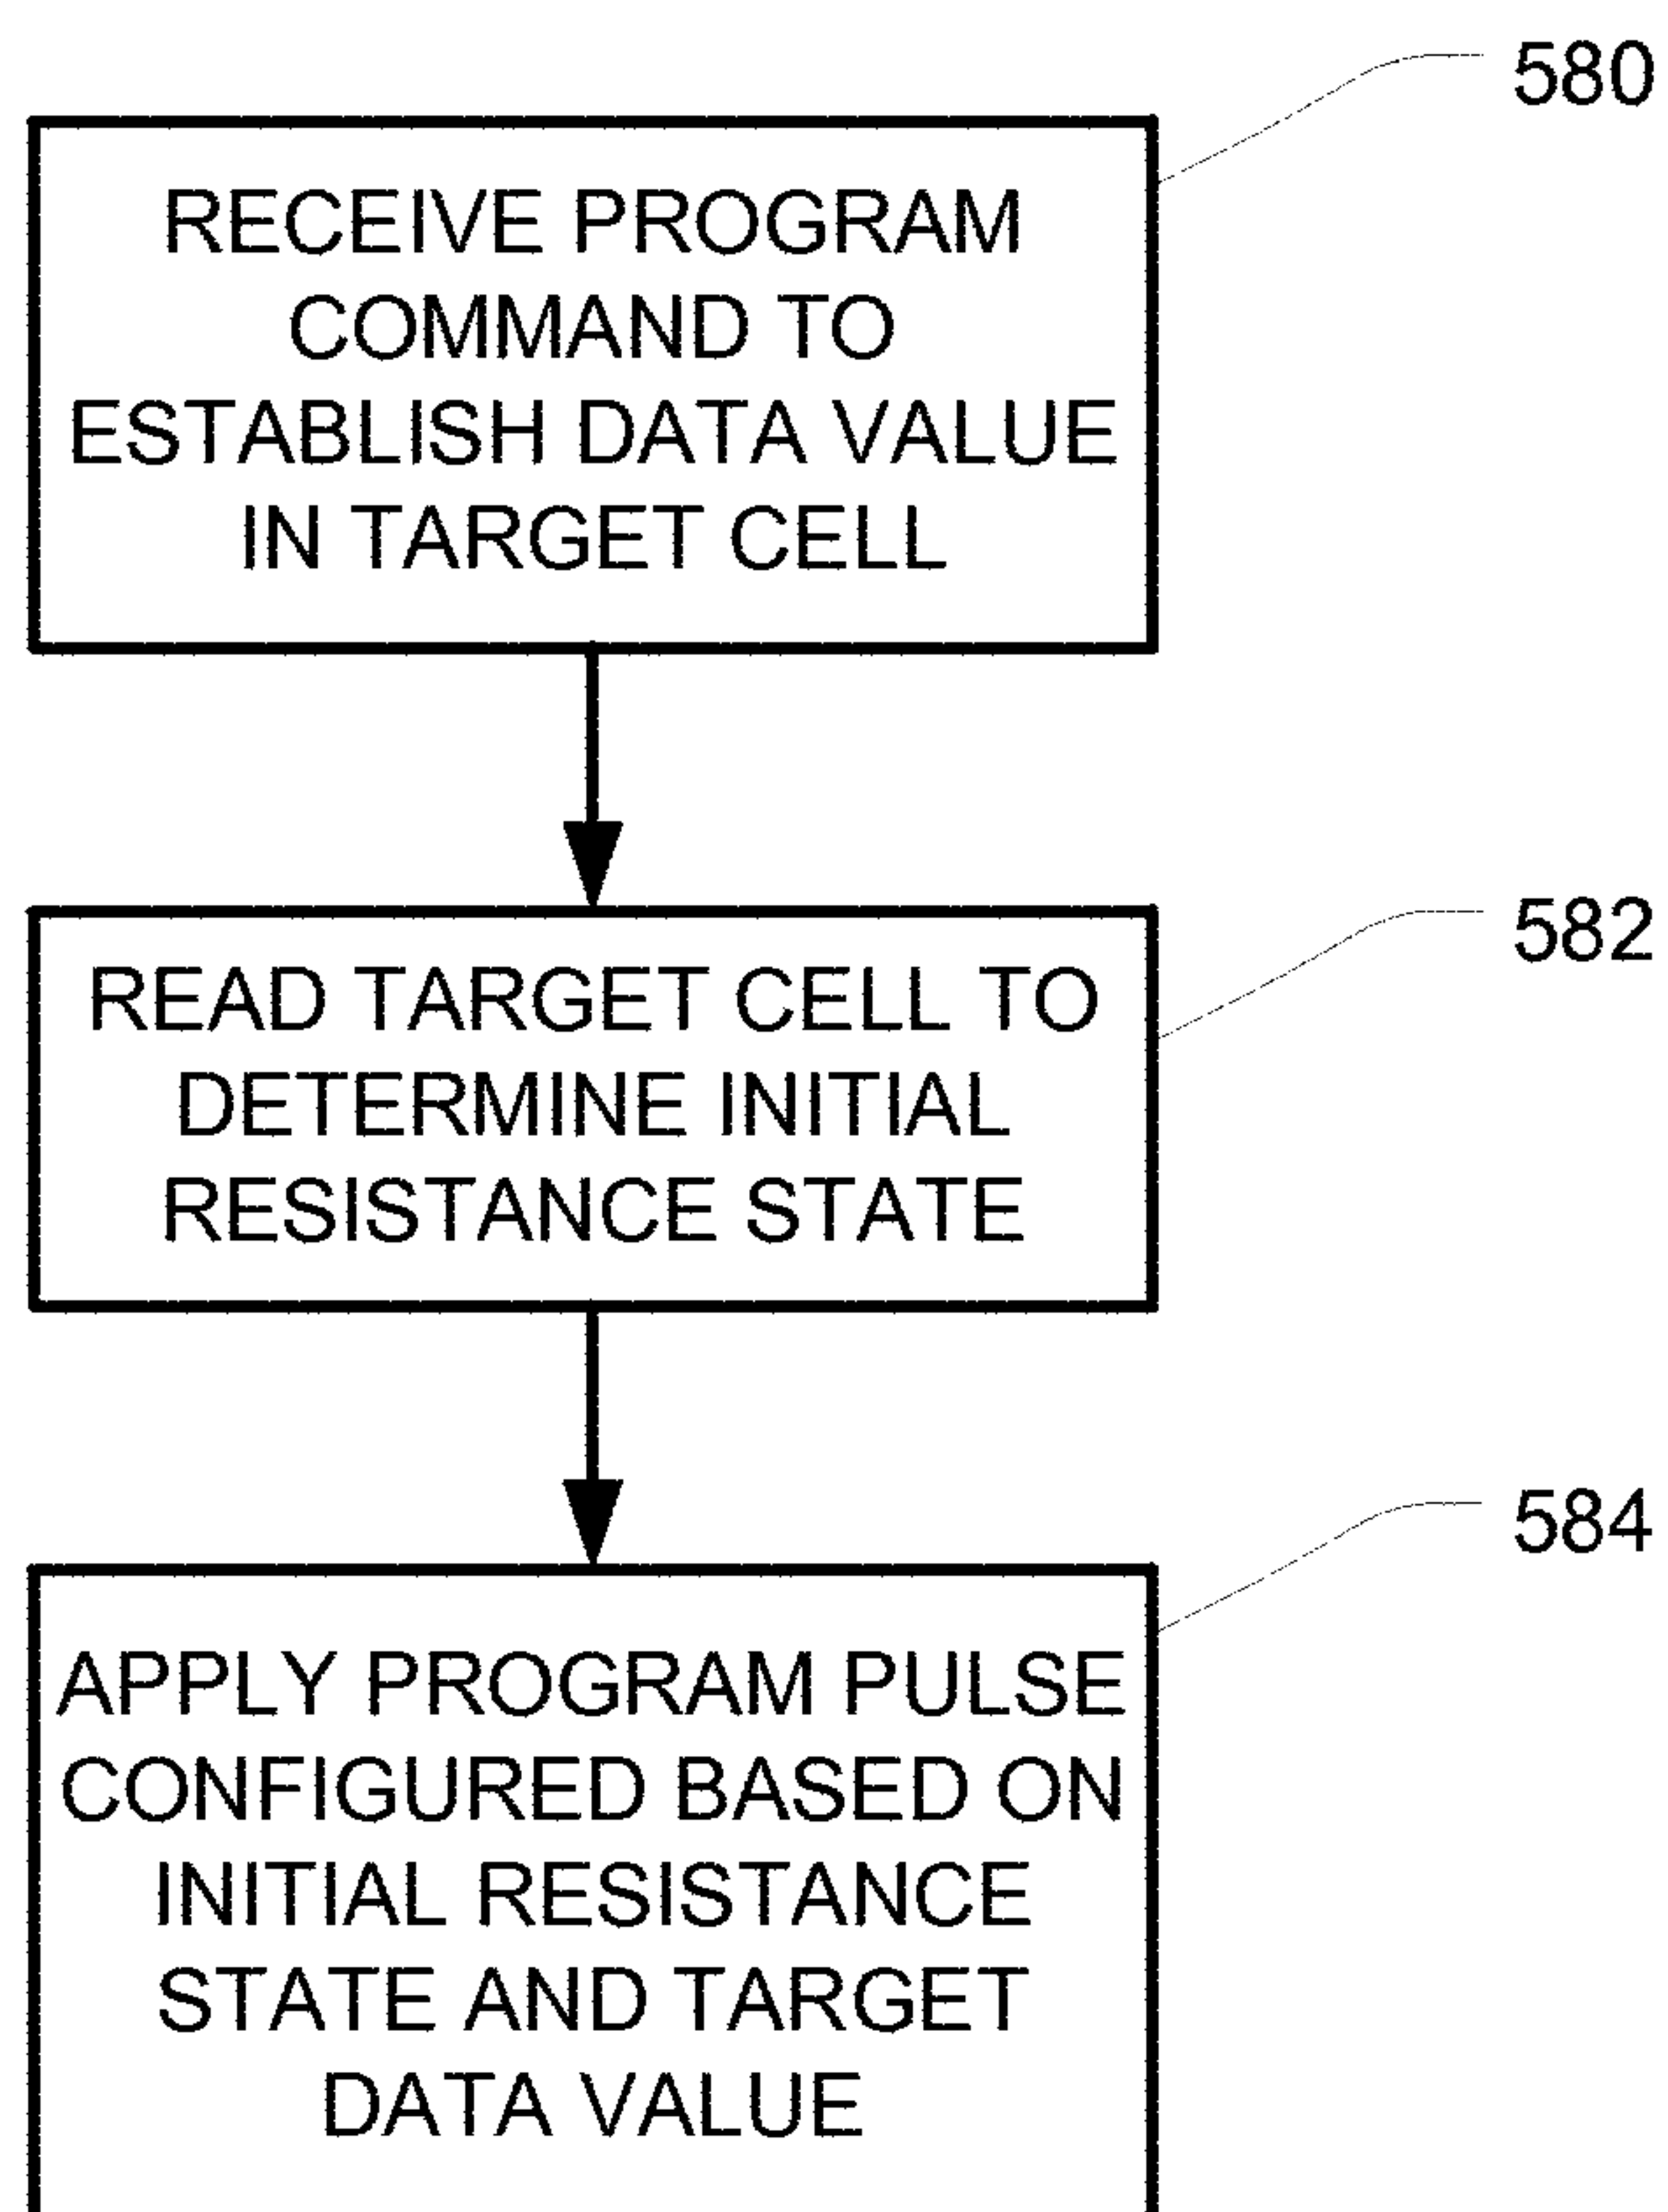 580
RECEIVE PROGRAM
COMMAND TO
ESTABLISH DATA VALUE
IN TARGET CELL
582
READ TARGET CELL TO
DETERMINE INITIAL
RESISTANCE STATE
584
APPLY PROGRAM PULSE
CONFIGURED BASED ON
INITIAL RESISTANCE
STATE AND TARGET
DATA VALUE